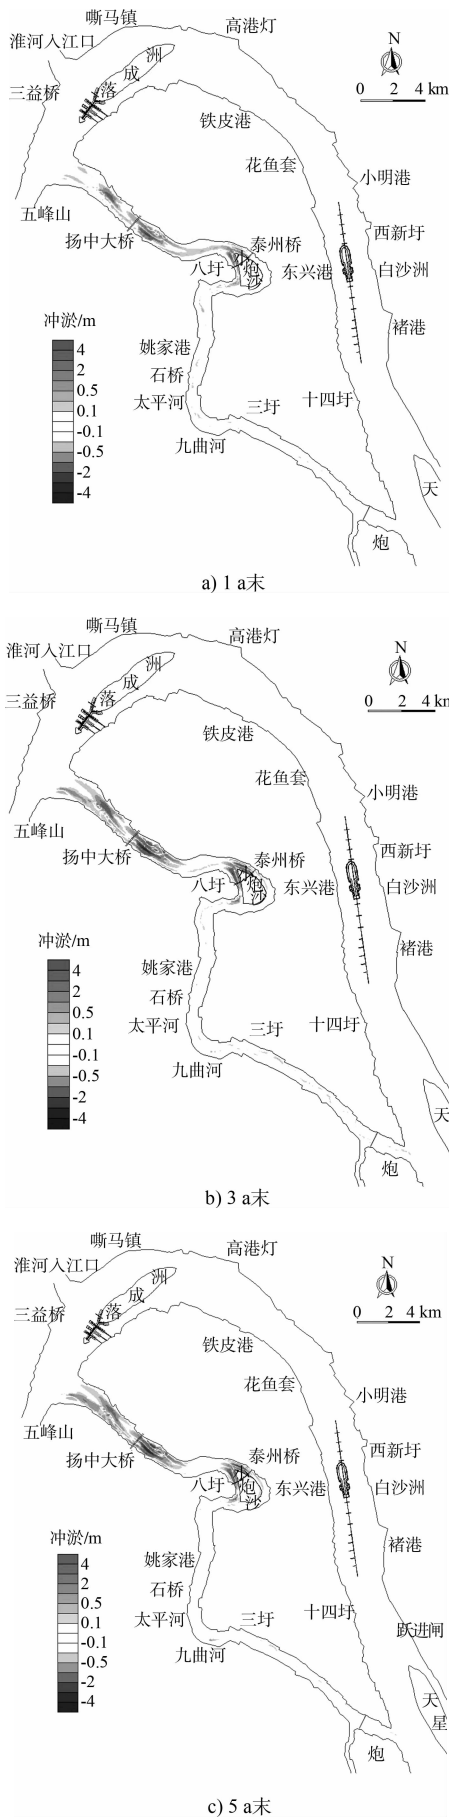 嘶马镇
高港灯
淮河入江口
洲
成
落
三益桥
N
0 2 4 km
铁皮港
花鱼套
小明港
五峰山
扬中大桥
泰州桥
西新圩
八圩
炮
沙
东兴港
白沙洲
冲淤/m
4
2
0.5
0.1
-0.1
-0.5
-2
-4
姚家港
石桥
太平河
褚港
三圩
十四圩
九曲河
天
炮
a) 1 a末
嘶马镇
高港灯
淮河入江口
洲
成
落
三益桥
N
0 2 4 km
铁皮港
花鱼套
小明港
五峰山
扬中大桥
泰州桥
西新圩
八圩
炮
沙
东兴港
白沙洲
冲淤/m
4
2
0.5
0.1
-0.1
-0.5
-2
-4
姚家港
石桥
太平河
褚港
三圩
十四圩
九曲河
天
炮
b) 3 a末
嘶马镇
高港灯
淮河入江口
洲
成
落
三益桥
N
0 2 4 km
铁皮港
花鱼套
小明港
五峰山
扬中大桥
泰州桥
西新圩
八圩
炮
沙
东兴港
白沙洲
冲淤/m
4
2
0.5
0.1
-0.1
-0.5
-2
-4
姚家港
石桥
太平河
褚港
三圩
十四圩
跃进闸
九曲河
天
星
炮
c) 5 a末